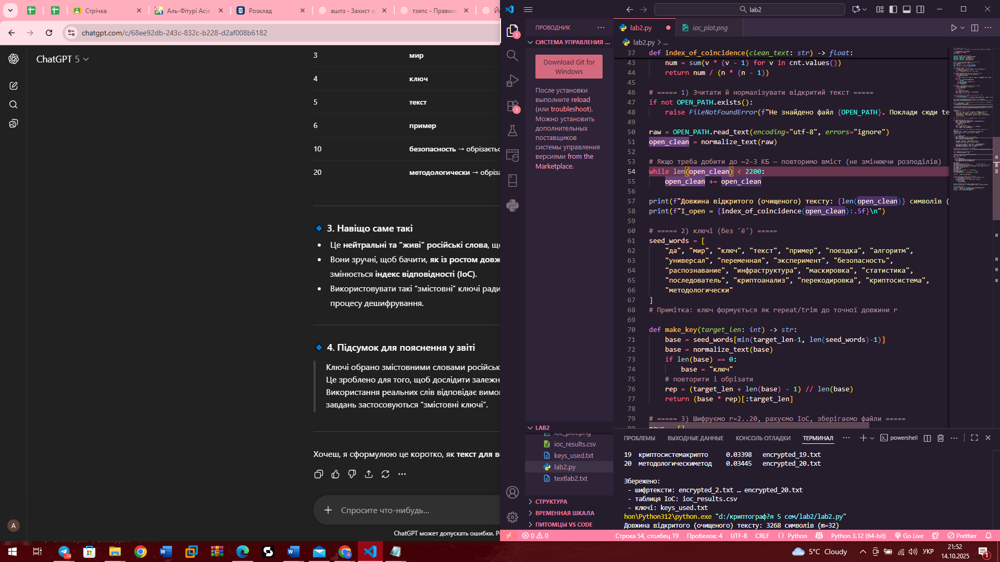 Стрічка
Аль-Фітурі Асія
Розклад
ашпз - Захист а
тзяпс - Правиль
chatgpt.com/c/68ee92db-243c-832c-b228-d2af008b6182
ChatGPT 5
3 мир
4 ключ
5 текст
6 пример
10 безопасность → обрізаєтьс
20 методологически → обріза
3. Навіщо саме такі
Це нейтральні та “живі” російські слова, щ
Вони зручні, щоб бачити, як із ростом довж
змінюється індекс відповідності (IoC).
Використовувати такі “змістовні” ключі ради
процесу дешифрування.
4. Підсумок для пояснення у звіті
Ключі обрано змістовними словами російськ
Це зроблено для того, щоб дослідити залежн
Використання реальних слів відповідає вимо
завдань застосовуються “змістовні ключі”.
Хочеш, я сформулюю це коротко, як текст для в
Спросите что-нибудь...
ChatGPT может допускать ошибки.
A
lab2
ПРОВОДНИК
СИСТЕМА УПРАВЛЕНИЯ ...
Download Git for
Windows
После установки
выполните reload
(или troubleshoot).
Можно установить
дополнительных
поставщиков
системы управления
версиями from the
Marketplace.
LAB2
ioc_plot.png
ioc_results.csv
keys_used.txt
lab2.py
textlab2.txt
СТРУКТУРА
ВРЕМЕННАЯ ШКАЛА
ПИТОМЦЫ VS CODE
lab2.py
ioc_plot.png
lab2.py > ...
37 def index_of_coincidence(clean_text: str) -> float:
43 num = sum(v * (v - 1) for v in cnt.values())
44 return num / (n * (n - 1))
45
46 # ===== 1) Зчитати й нормалізувати відкритий текст =====
47 if not OPEN_PATH.exists():
48 raise FileNotFoundError(f"Не знайдено файл {OPEN_PATH}. Поклади сюди te
49
50 raw = OPEN_PATH.read_text(encoding="utf-8", errors="ignore")
51 open_clean = normalize_text(raw)
52
53 # Якщо треба добити до ~2–3 КБ — повторимо вміст (не змінюючи розподілів)
54 while len(open_clean) < 2200:
55 open_clean += open_clean
56
57 print(f"Довжина відкритого (очищеного) тексту: {len(open_clean)} символів (
58 print(f"I_open = {index_of_coincidence(open_clean):.5f}\n")
59
60 # ===== 2) ключі (без 'ё') =====
61 seed_words = [
62 "да", "мир", "ключ", "текст", "пример", "поездка", "алгоритм",
63 "универсал", "переменная", "эксперимент", "безопасность",
64 "распознавание", "инфраструктура", "маскировка", "статистика",
65 "последователь", "криптоанализ", "перекодировка", "криптосистема",
66 "методологически"
67 ]
68 # Примітка: ключ формується як repeat/trim до точної довжини r
69
70 def make_key(target_len: int) -> str:
71 base = seed_words[min(target_len-1, len(seed_words)-1)]
72 base = normalize_text(base)
73 if len(base) == 0:
74 base = "ключ"
75 # повторити і обрізати
76 rep = (target_len + len(base) - 1) // len(base)
77 return (base * rep)[:target_len]
78
79 # ===== 3) Шифруємо r=2..20, рахуємо IoC, зберігаємо файли =====
80 rows = []
ПРОБЛЕМЫ ВЫХОДНЫЕ ДАННЫЕ КОНСОЛЬ ОТЛАДКИ ТЕРМИНАЛ
powershell
19 криптосистемакрипто 0.03398 encrypted_19.txt
20 методологическиметод 0.03445 encrypted_20.txt
Збережено:
- шифртексти: encrypted_2.txt … encrypted_20.txt
- таблиця IoC: ioc_results.csv
- ключі: keys_used.txt
hon\Python312\python.exe "d:/криптограф?я 5 сем/lab2/lab2.py"
Довжина відкритого (очищеного) тексту: 3268 символів (m=32)
0 0 Строка 54, столбец 19 Пробелов: 4 UTF-8 CRLF {} Python Python 3.12 (64-bit) Go Live Prettier
5°C Cloudy УКР 21:52
14.10.2025